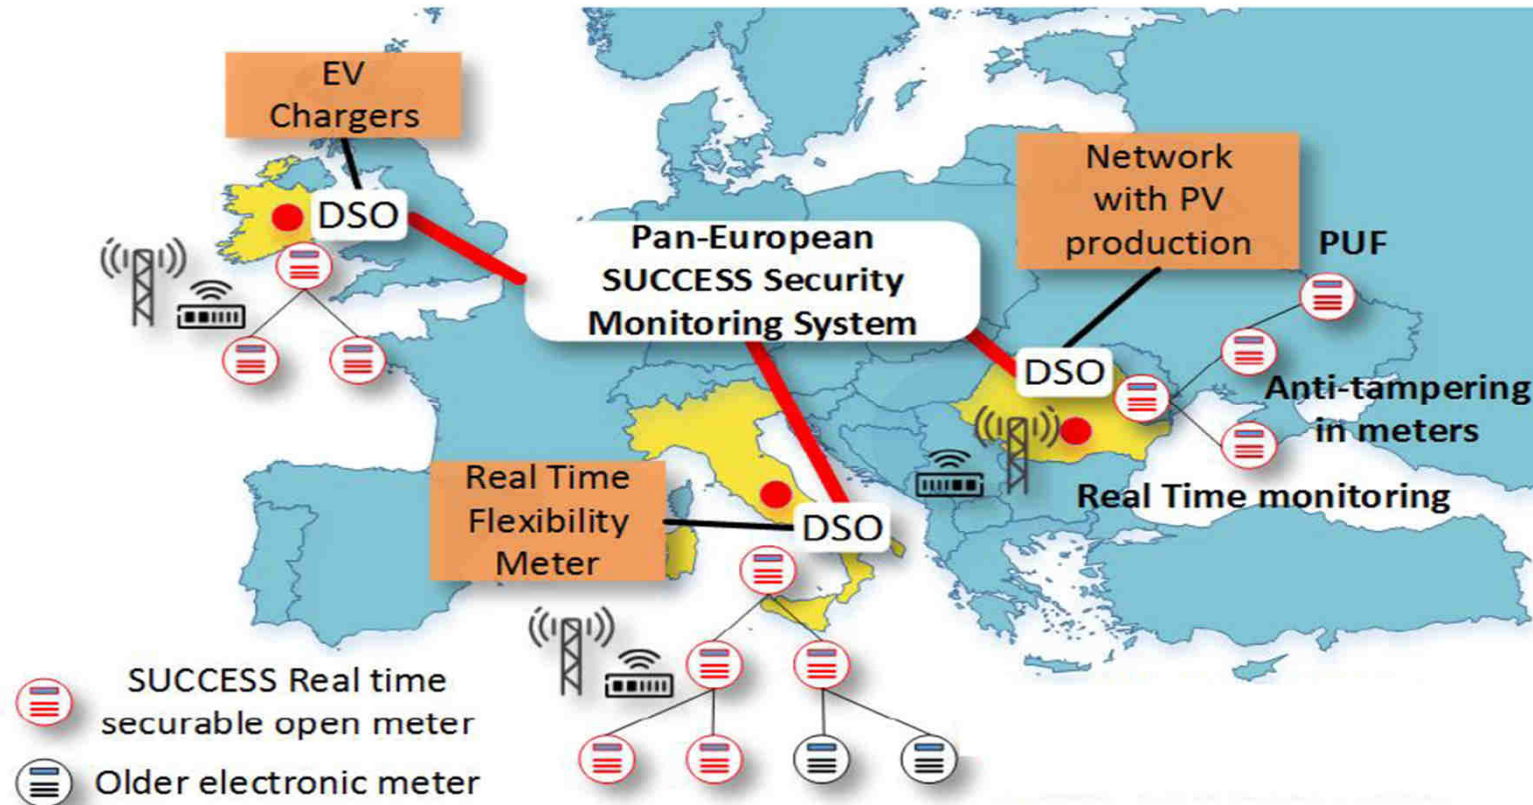 EV
Chargers
DSO
Pan-European
SUCCESS Security
Monitoring System
Network
with PV
production
PUF
DSO
Anti-tampering
in meters
Real Time monitoring
Real Time
Flexibility
Meter
DSO
SUCCESS Real time
securable open meter
Older electronic meter